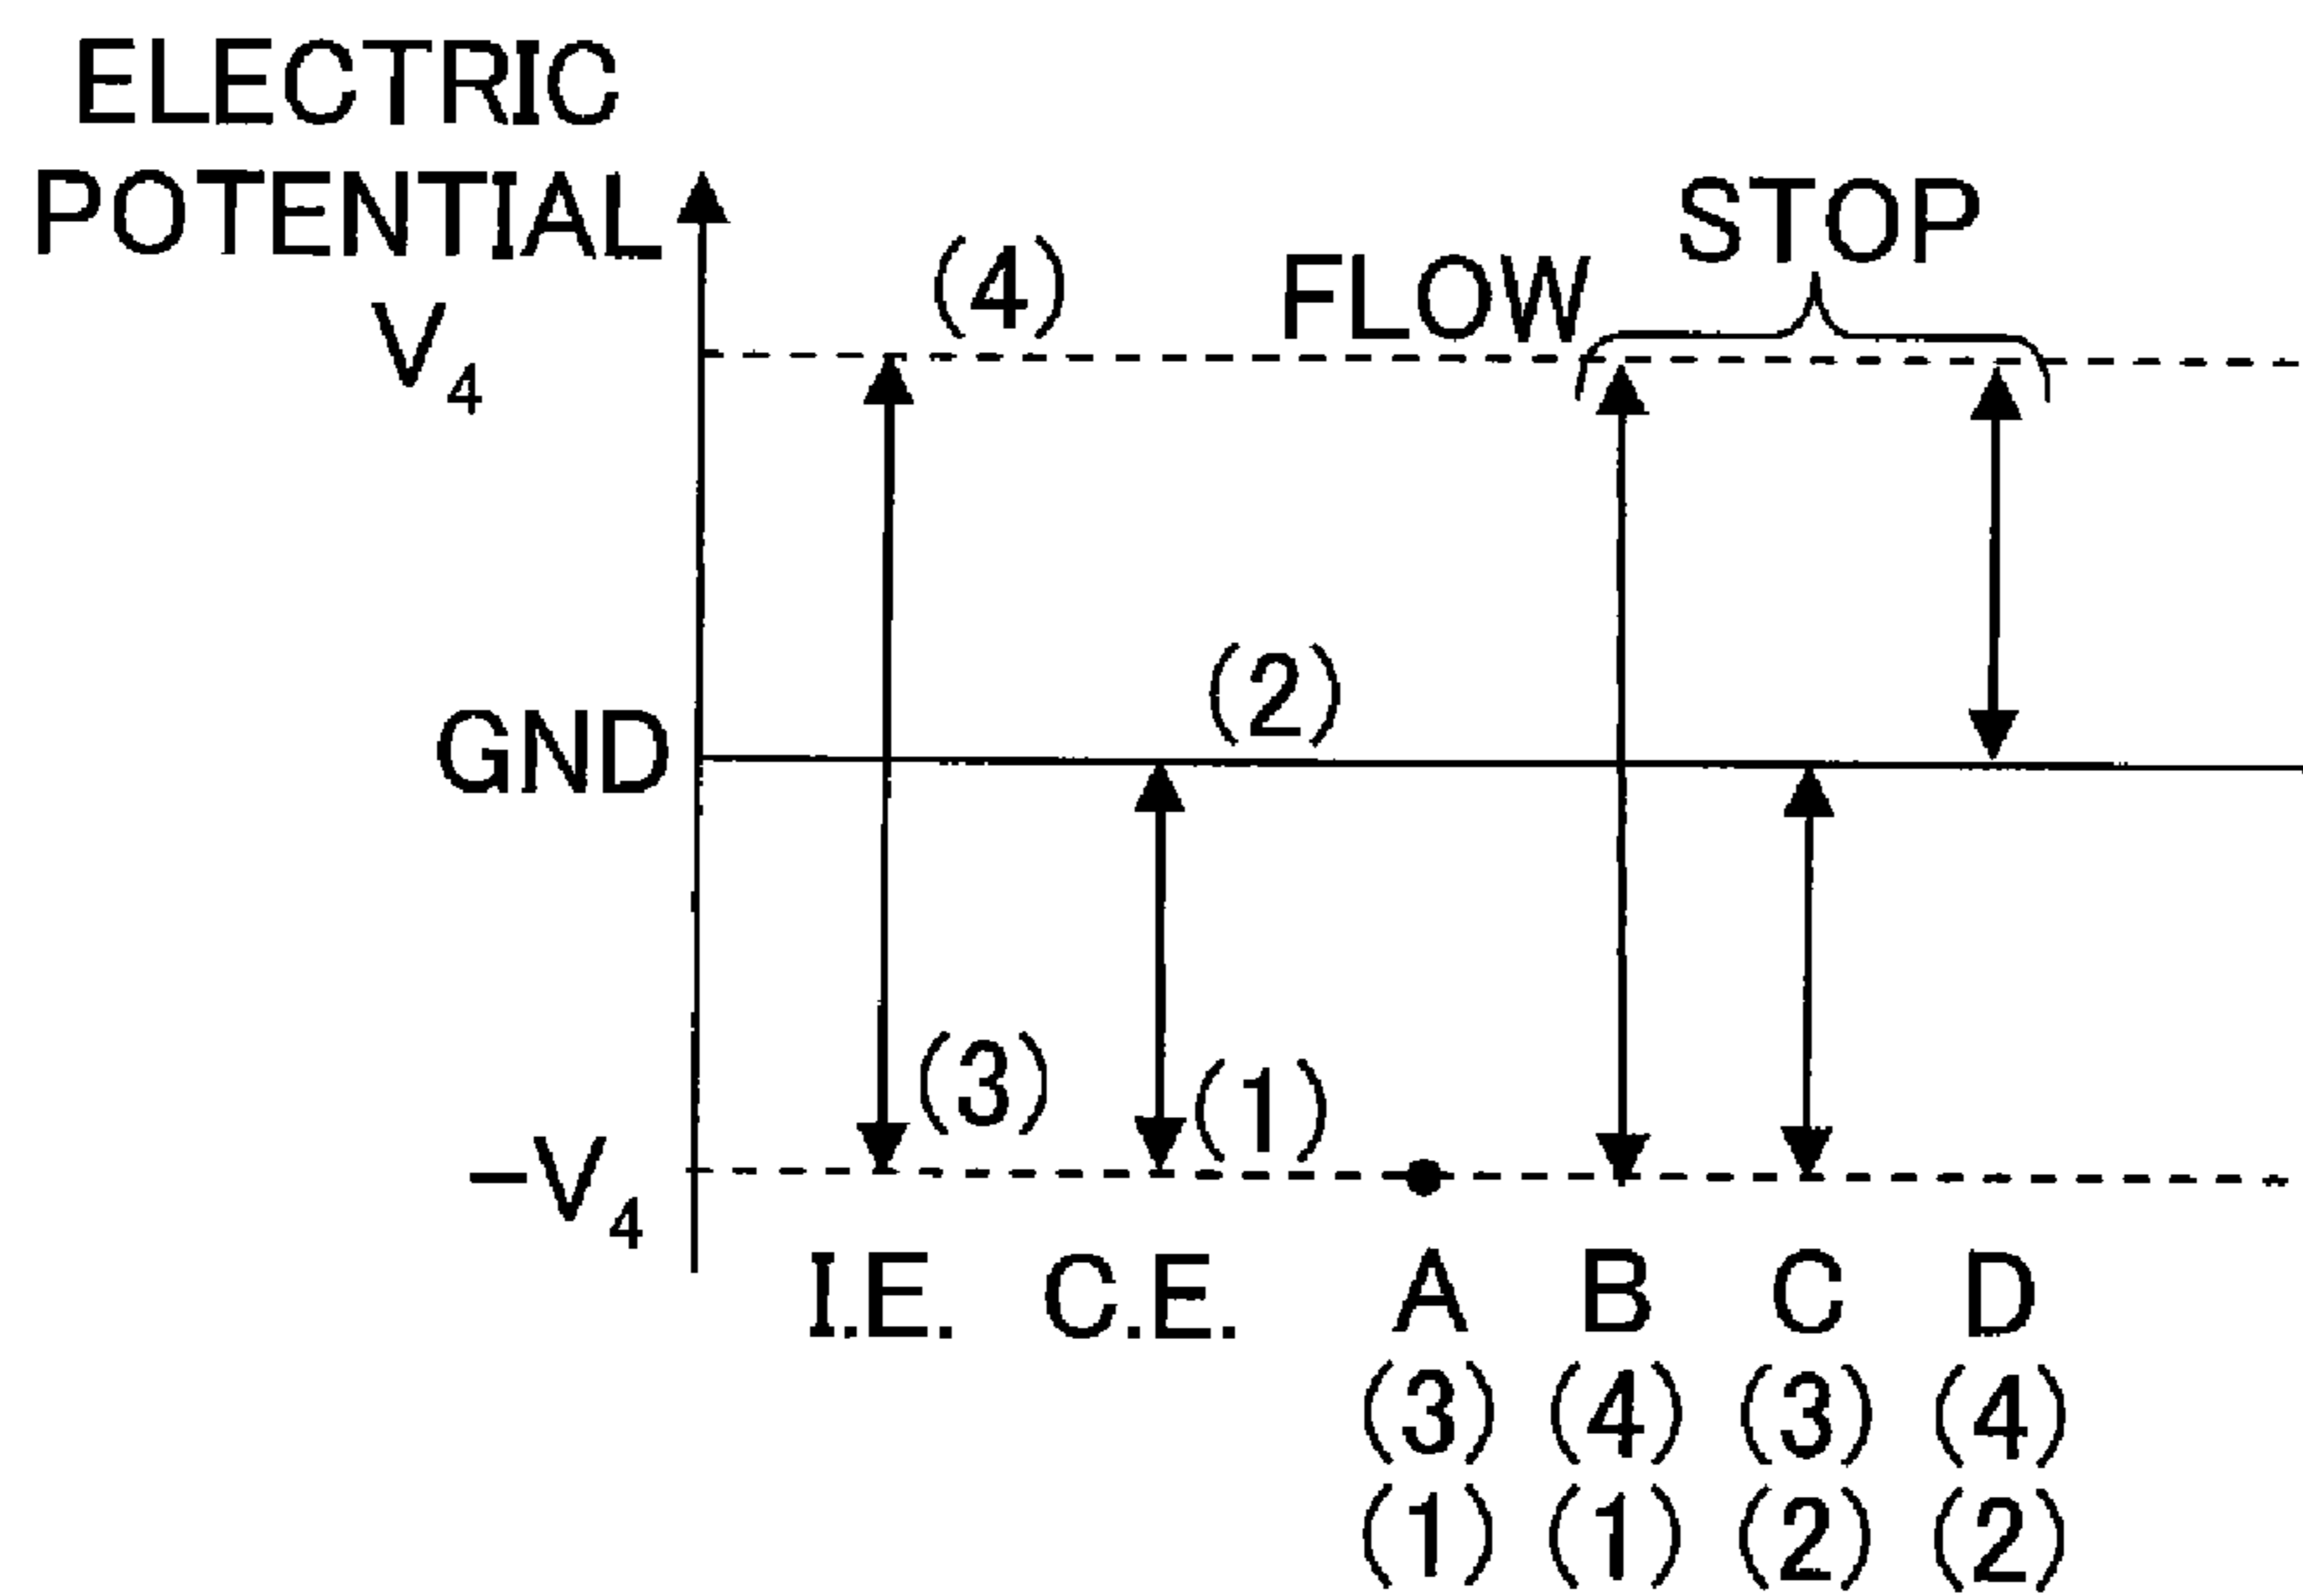 ELECTRIC
POTENTIAL
STOP
(4)
FLOW
V4
(2)
GND
(3)
(1)
−V4
I.E. C.E. A B C D
(3) (4) (3) (4)
(1) (1) (2) (2)